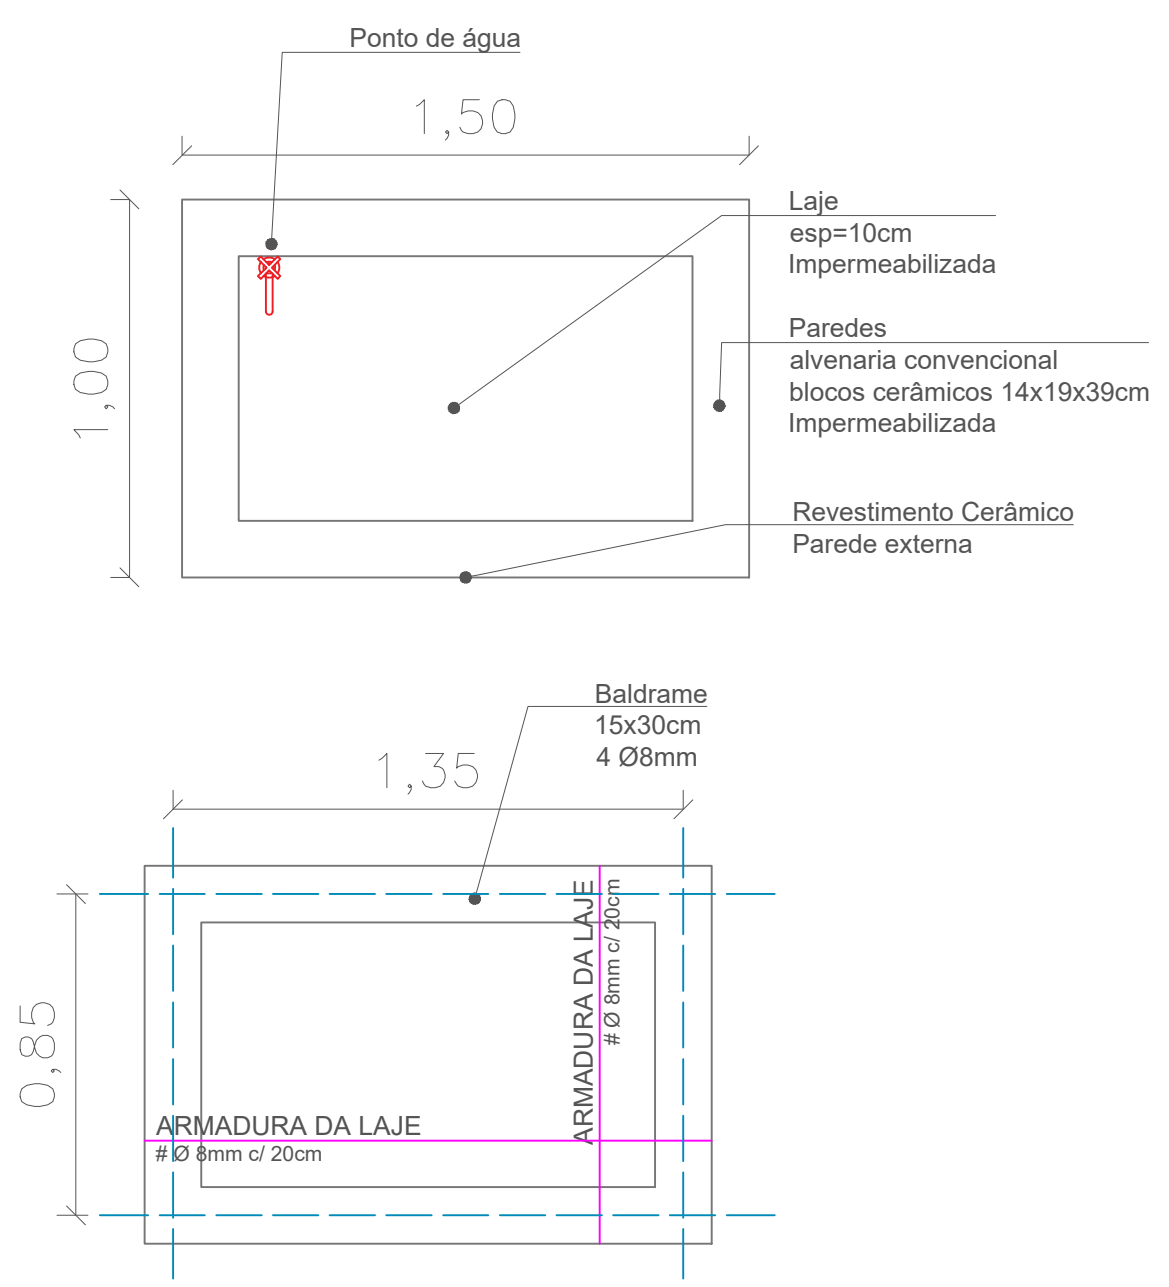 Ponto de água
1,50
Laje
esp=10cm
Impermeabilizada
1,00
Paredes
alvenaria convencional
blocos cerâmicos 14x19x39cm
Impermeabilizada
Revestimento Cerâmico
Parede externa
Baldrame
15x30cm
4 Ø8mm
1,35
0,85
ARMADURA DA LAJE
# Ø 8mm c/ 20cm
ARMADURA DA LAJE
# Ø 8mm c/ 20cm